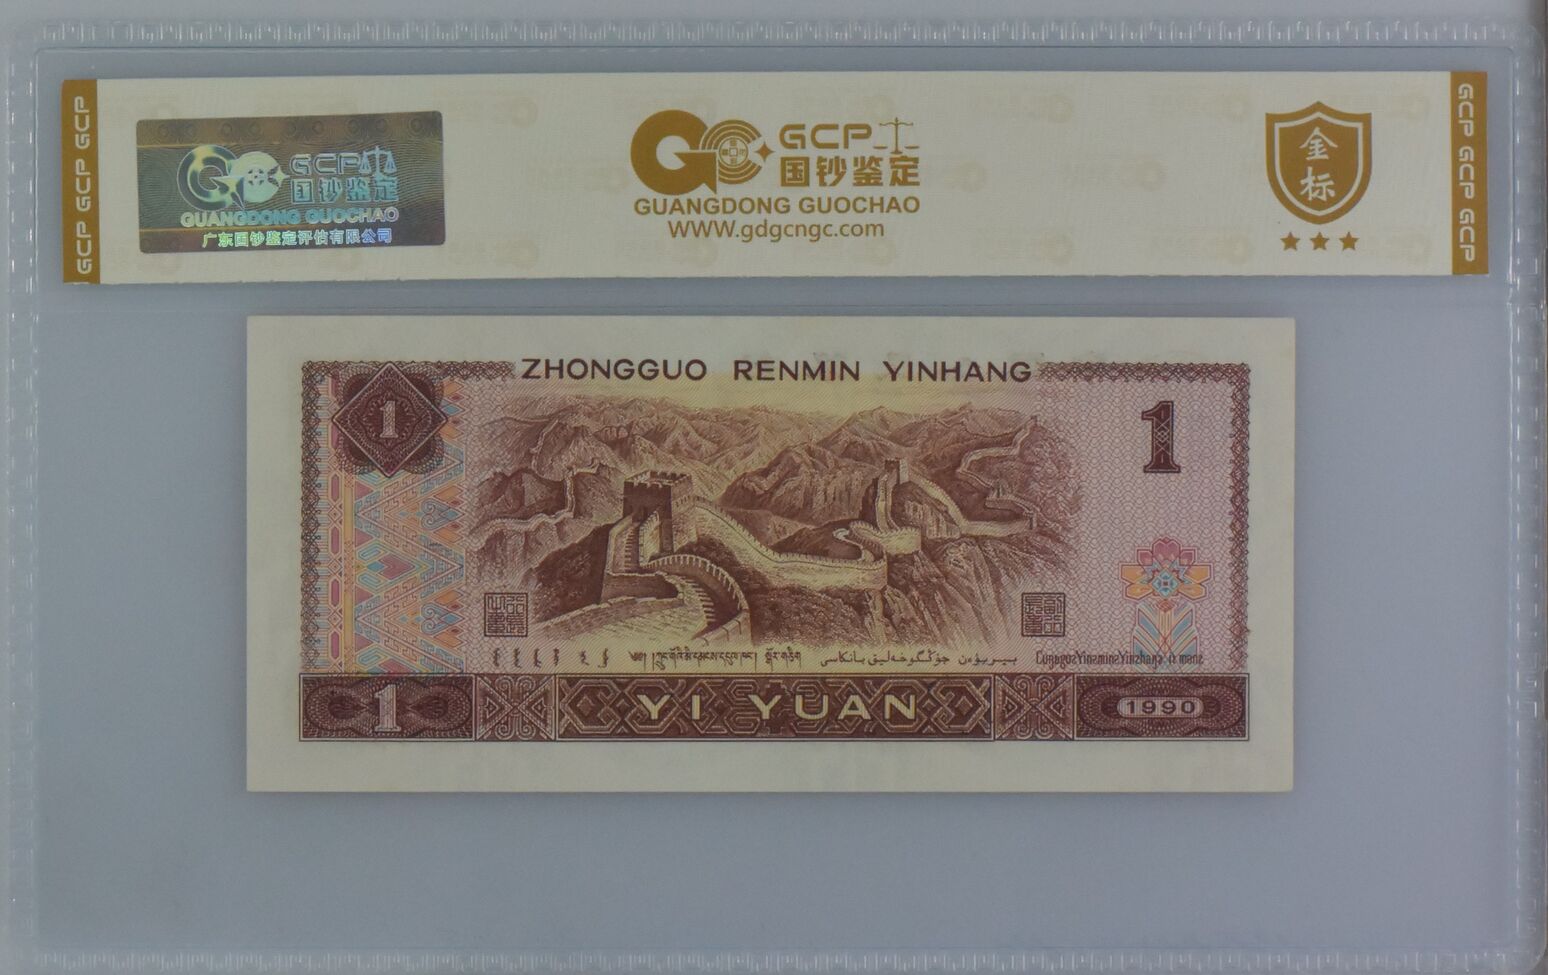 GCP GCP GCP
GCP
国钞鉴定
GUANGDONG GUOCHAO
广东国钞鉴定评估有限公司
GCP
国钞鉴定
GUANGDONG GUOCHAO
WWW.gdgcngc.com
金标
GCP GCP GCP
ZHONGGUO RENMIN YINHANG
1
1
1
YI YUAN
1990